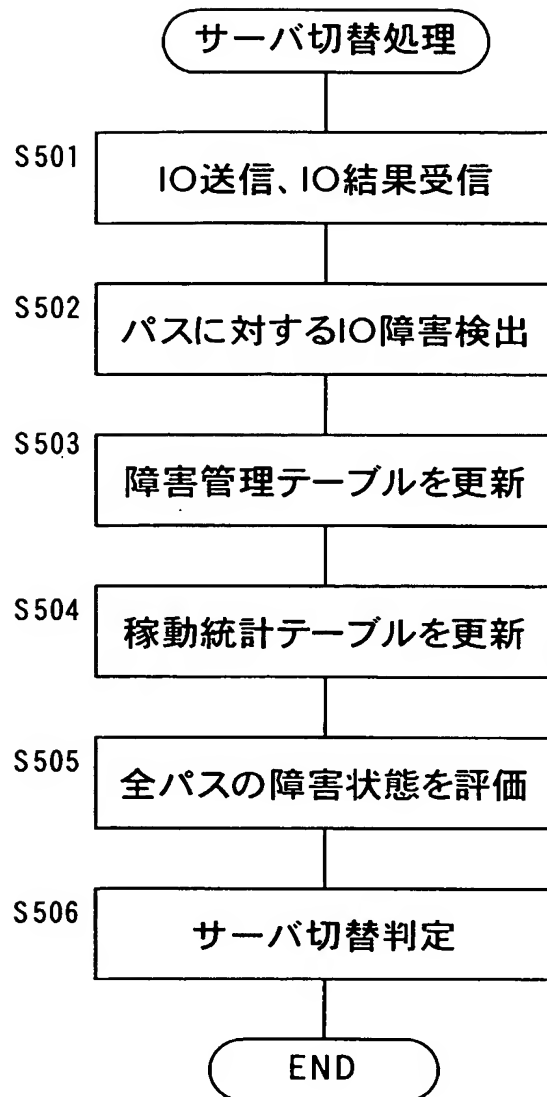 サーバ切替処理
S501
IO送信、IO結果受信
S502
パスに対するIO障害検出
S503
障害管理テーブルを更新
S504
稼動統計テーブルを更新
S505
全パスの障害状態を評価
S506
サーバ切替判定
END